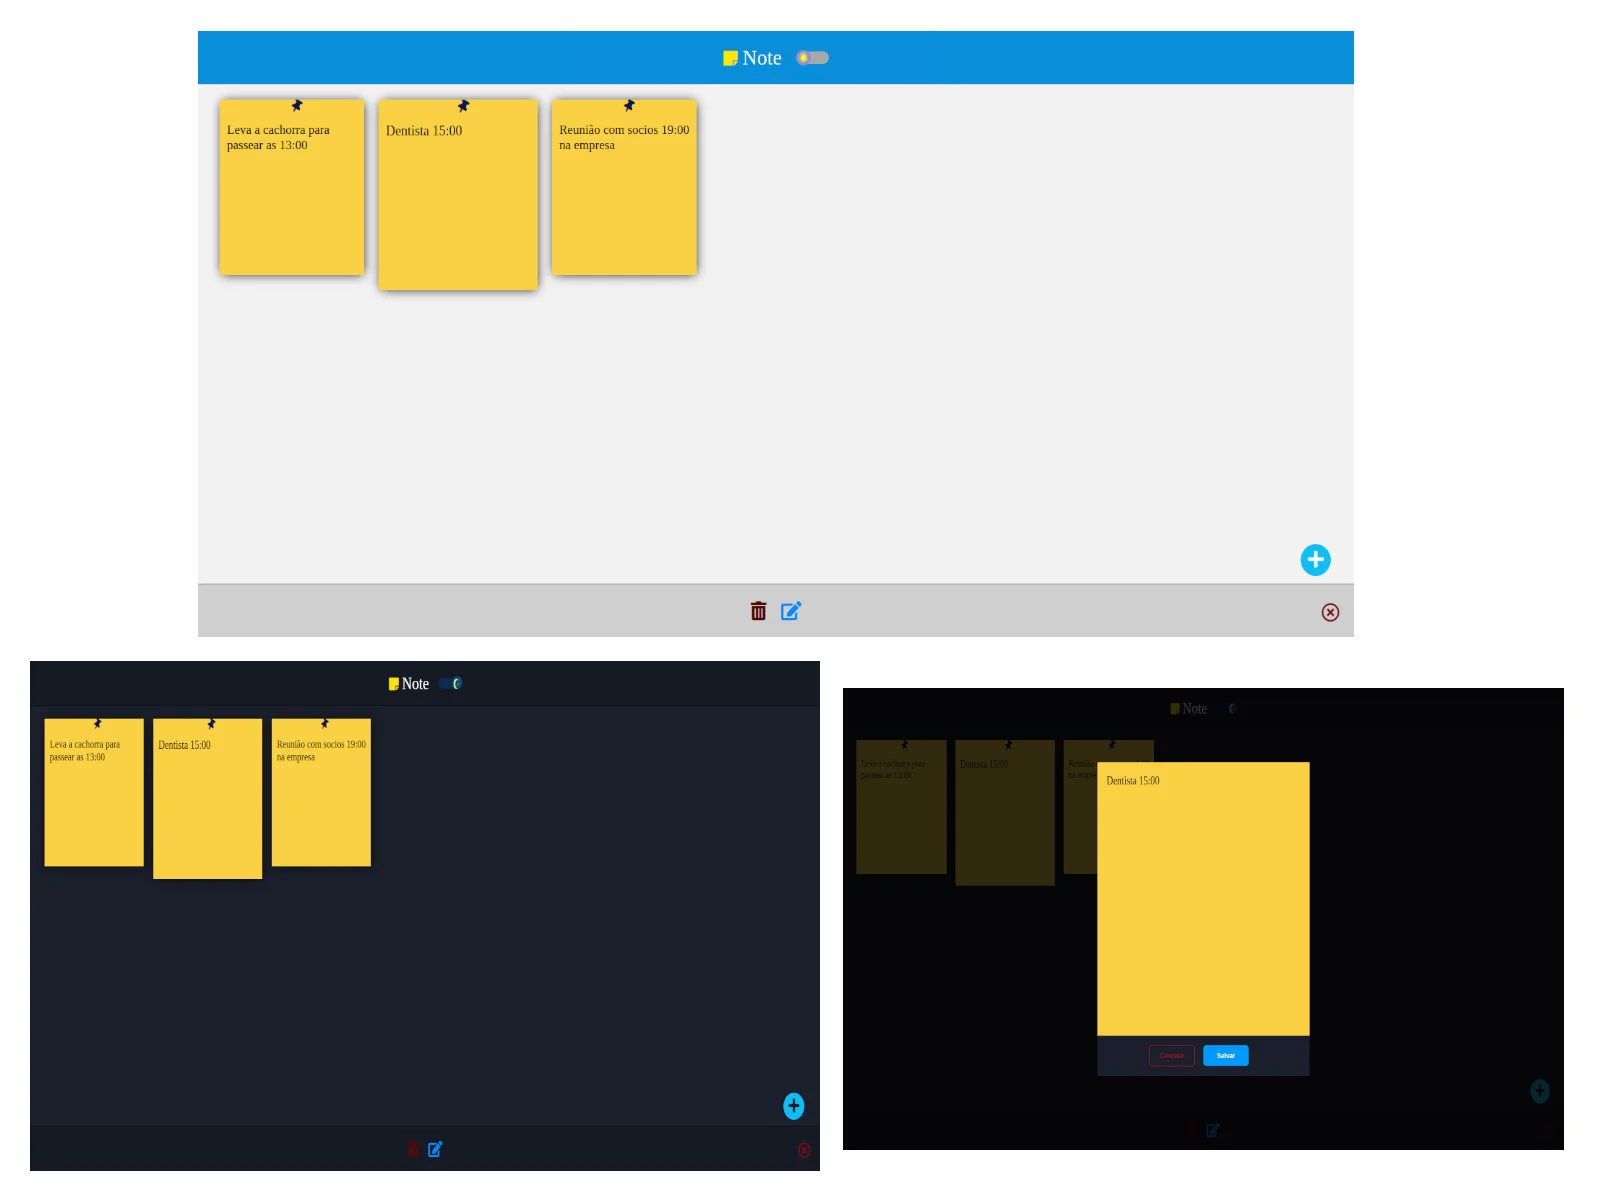 Note
Leva a cachorra para
passear as 13:00
Dentista 15:00
Reunião com socios 19:00
na empresa
Note
Leva a cachorra para
passear as 13:00
Dentista 15:00
Reunião com socios 19:00
na empresa
Note
Leva a cachorra para
passear as 13:00
Dentista 15:00
Reunião
na
Dentista 15:00
Cancelar
Salvar